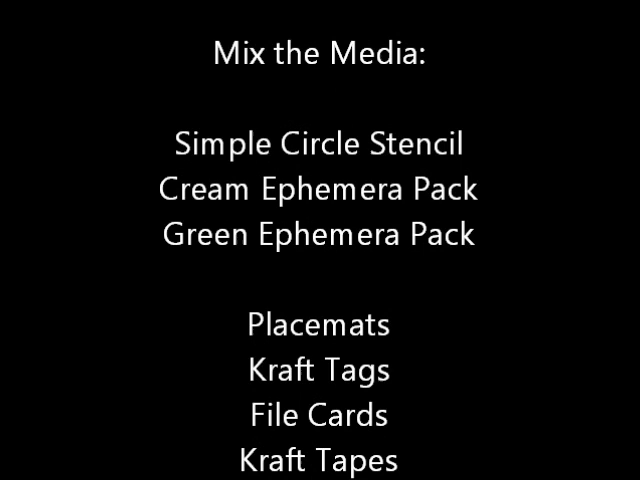 Mix the Media:
Simple Circle Stencil
Cream Ephemera Pack
Green Ephemera Pack
Placemats
Kraft Tags
File Cards
Kraft Tapes